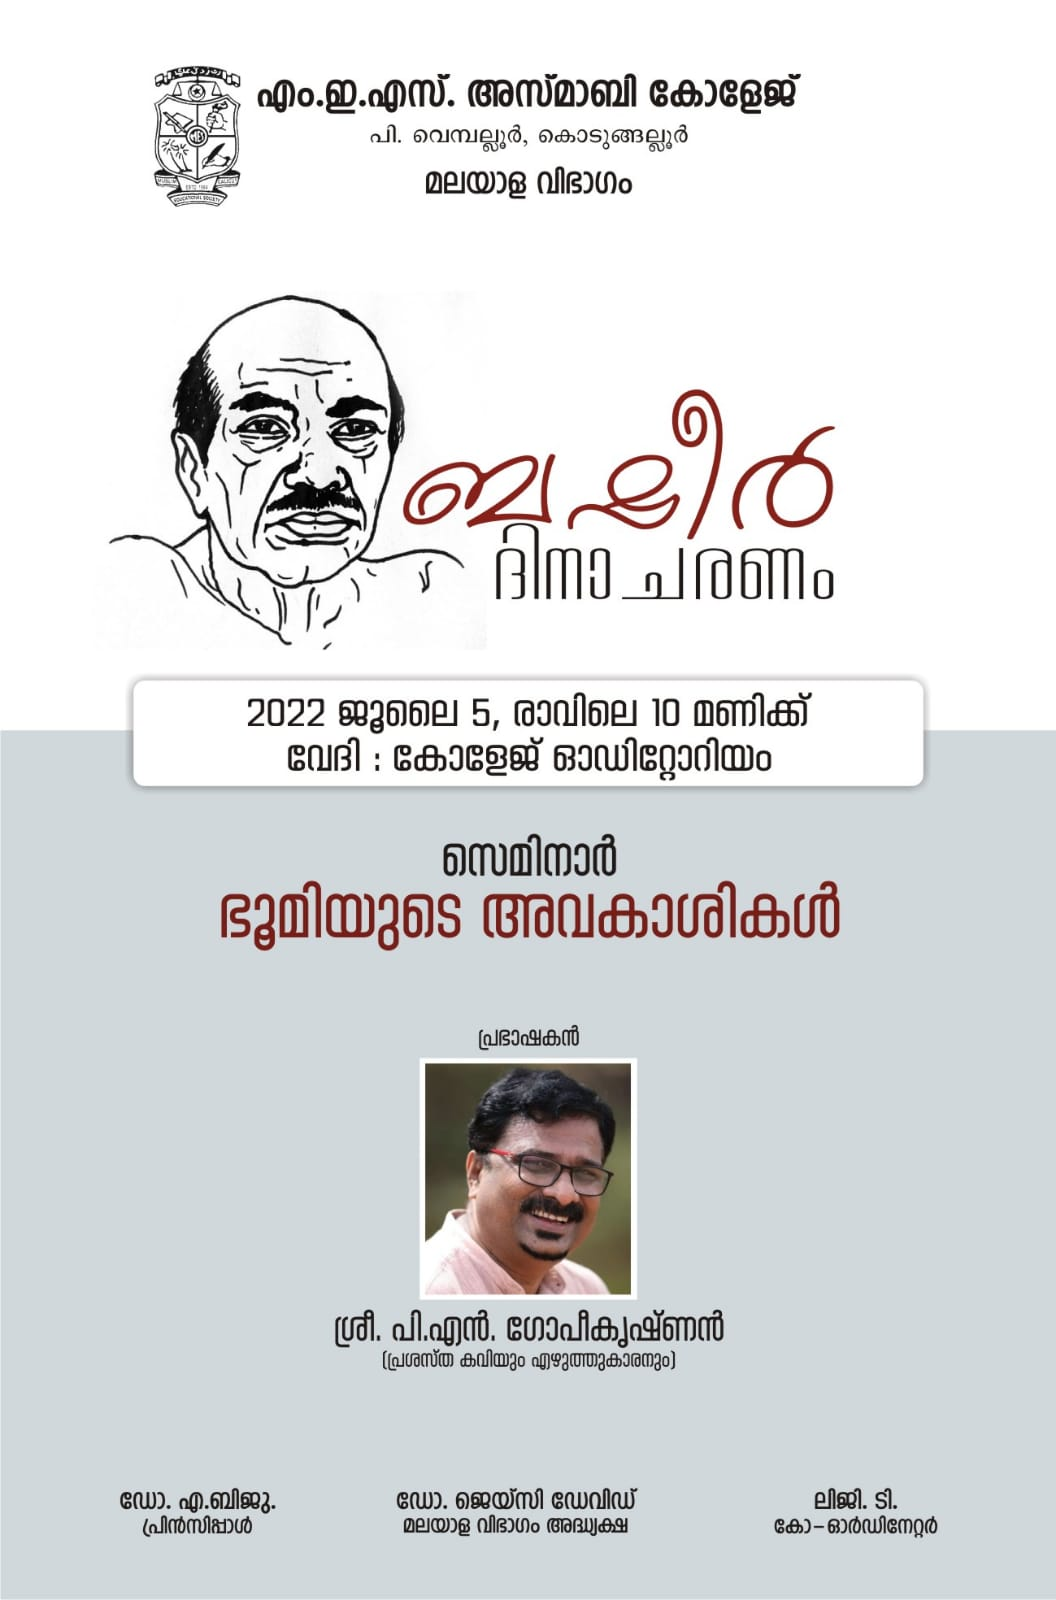 എം.ഇ.എസ്. അസ്മാബി കോളേജ്
പി. വെമ്പല്ലൂർ, കൊടുങ്ങല്ലൂർ
മലയാള വിഭാഗം
ബഷീർ
ദിനാചരണം
2022 ജൂലൈ 5, രാവിലെ 10 മണിക്ക്
വേദി : കോളേജ് ഓഡിറ്റോറിയം
സെമിനാർ
ഭൂമിയുടെ അവകാശികൾ
പ്രഭാഷകൻ
ശ്രീ. പി.എൻ. ഗോപീകൃഷ്ണൻ
(പ്രശസ്ത കവിയും എഴുത്തുകാരനും)
ഡോ. എ.ബിജു.
പ്രിൻസിപ്പാൾ
ഡോ. ജെയ്സി ഡേവിഡ്
മലയാള വിഭാഗം അദ്ധ്യക്ഷ
ലിജി. ടി.
കോ-ഓർഡിനേറ്റർ